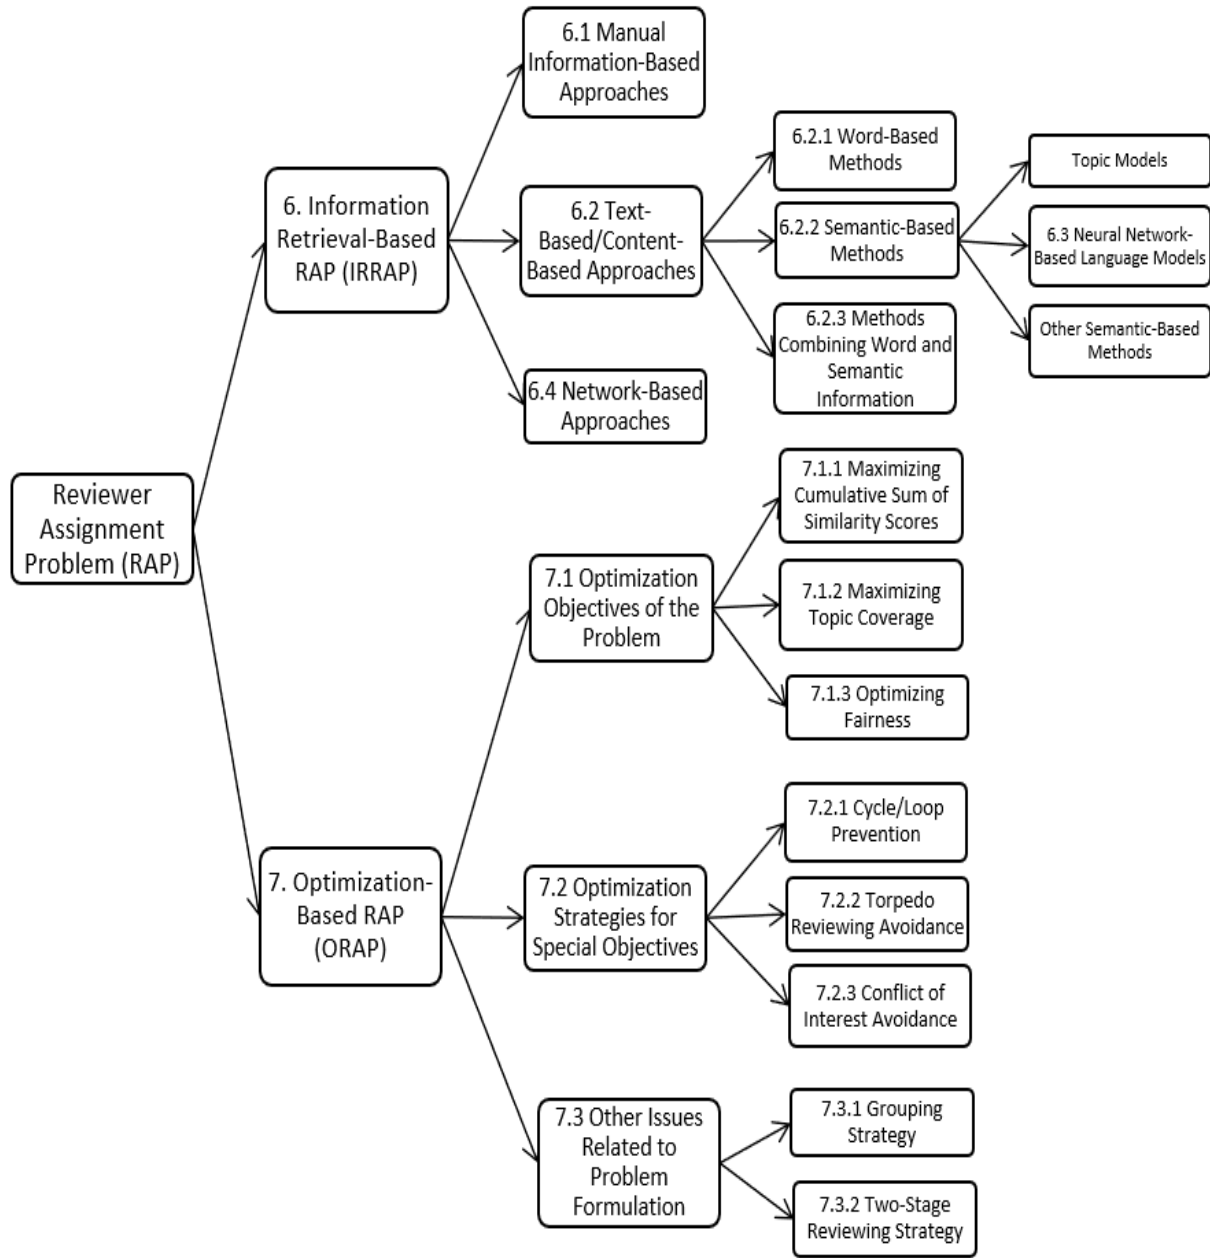 6.1 Manual
Information-Based
Approaches
6.2.1 Word-Based
Methods
Topic Models
6. Information
Retrieval-Based
RAP (IRRAP)
6.2 Text-
Based/Content-
Based Approaches
6.2.2 Semantic-Based
Methods
6.3 Neural Network-
Based Language Models
6.2.3 Methods
Combining Word and
Semantic
Information
Other Semantic-Based
Methods
6.4 Network-Based
Approaches
Reviewer
Assignment
Problem (RAP)
7.1.1 Maximizing
Cumulative Sum of
Similarity Scores
7.1 Optimization
Objectives of the
Problem
7.1.2 Maximizing
Topic Coverage
7.1.3 Optimizing
Fairness
7. Optimization-
Based RAP
(ORAP)
7.2.1 Cycle/Loop
Prevention
7.2 Optimization
Strategies for
Special Objectives
7.2.2 Torpedo
Reviewing Avoidance
7.2.3 Conflict of
Interest Avoidance
7.3 Other Issues
Related to
Problem
Formulation
7.3.1 Grouping
Strategy
7.3.2 Two-Stage
Reviewing Strategy